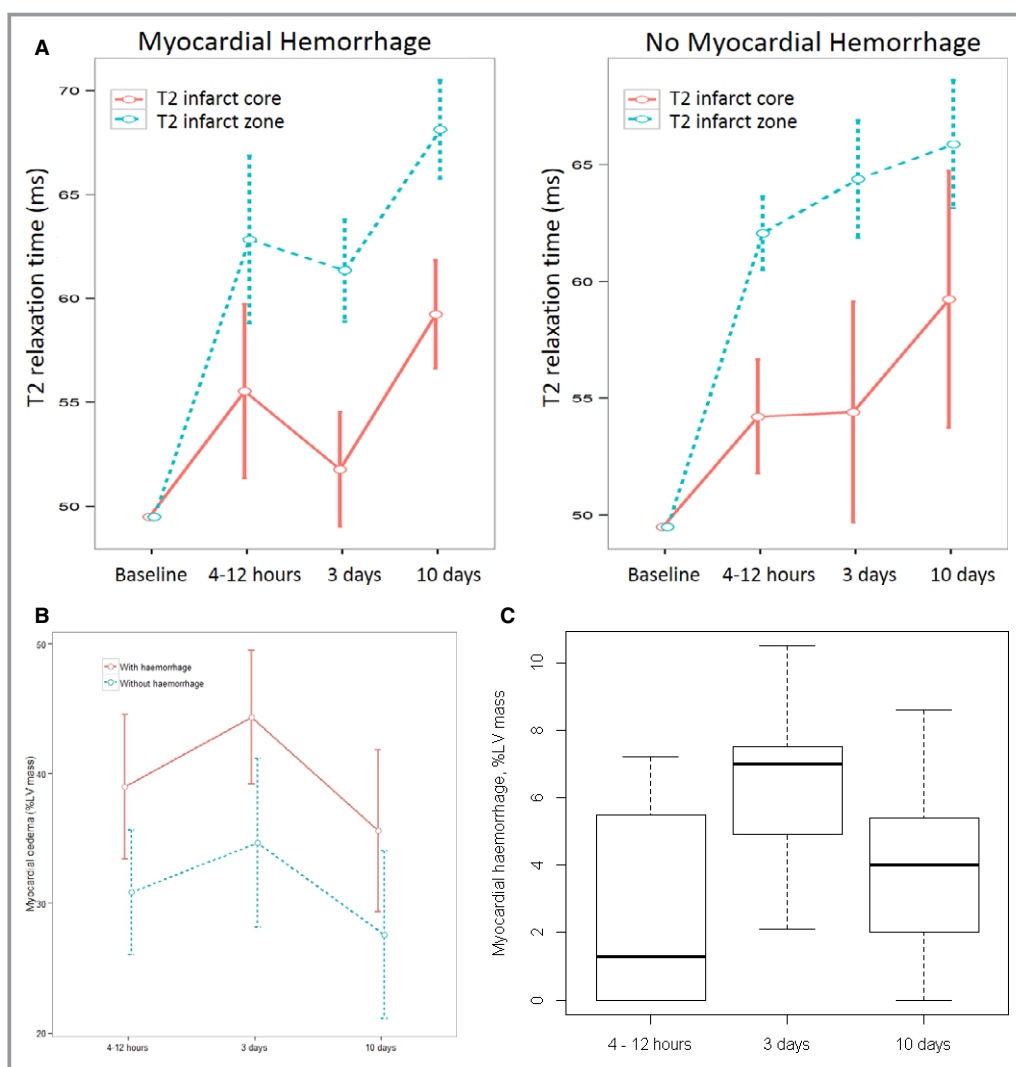 A
Myocardial Hemorrhage
No Myocardial Hemorrhage
T2 infarct core
T2 infarct zone
T2 relaxation time (ms)
70
65
60
55
50
Baseline
4-12 hours
3 days
10 days
T2 infarct core
T2 infarct zone
T2 relaxation time (ms)
65
60
55
50
Baseline
4-12 hours
3 days
10 days
B
With haemorrhage
Without haemorrhage
Myocardial oedema (%LV mass)
50
40
30
20
4-12 hours
3 days
10 days
C
Myocardial haemorrhage, %LV mass
10
8
6
4
2
0
4 - 12 hours
3 days
10 days